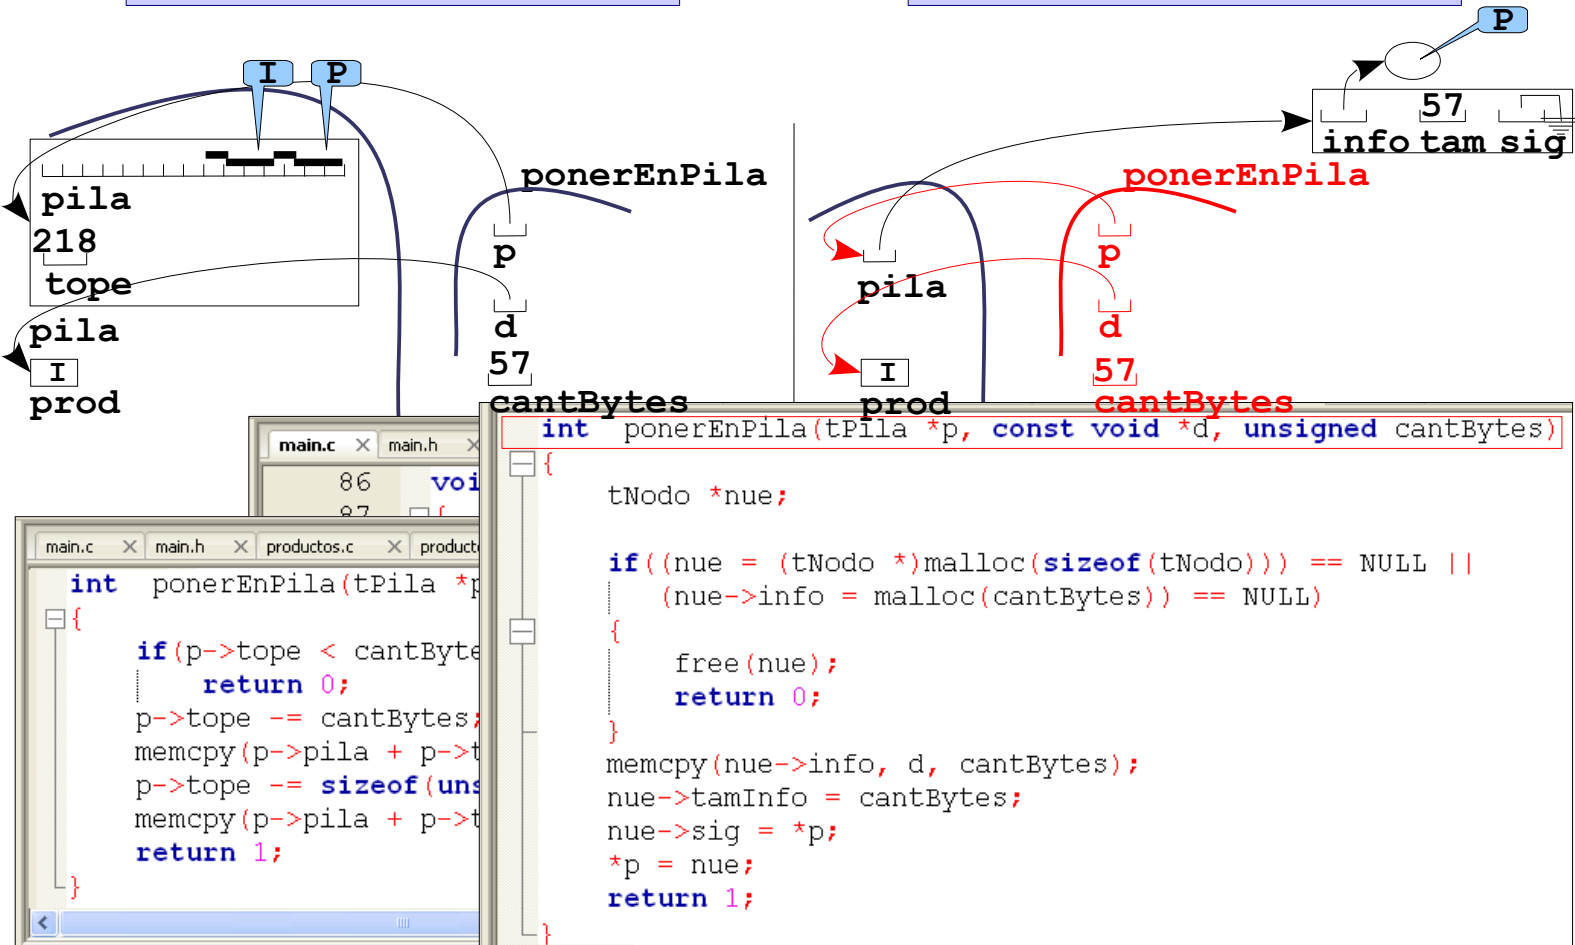 I P
pila
218
tope
pila
I
prod
ponerEnPila
p
d
57
cantBytes
P
57
info tam sig
ponerEnPila
p
pila
d
I
prod
57
cantBytes
main.c main.h
86 voi
87 {
main.c main.h productos.c product
int ponerEnPila(tPila *p
{
if(p->tope < cantByte
return 0;
p->tope -= cantBytes;
memcpy(p->pila + p->t
p->tope -= sizeof(uns
memcpy(p->pila + p->t
return 1;
}
int ponerEnPila(tPila *p, const void *d, unsigned cantBytes)
{
tNodo *nue;
if((nue = (tNodo *)malloc(sizeof(tNodo))) == NULL ||
(nue->info = malloc(cantBytes)) == NULL)
{
free(nue);
return 0;
}
memcpy(nue->info, d, cantBytes);
nue->tamInfo = cantBytes;
nue->sig = *p;
*p = nue;
return 1;
}